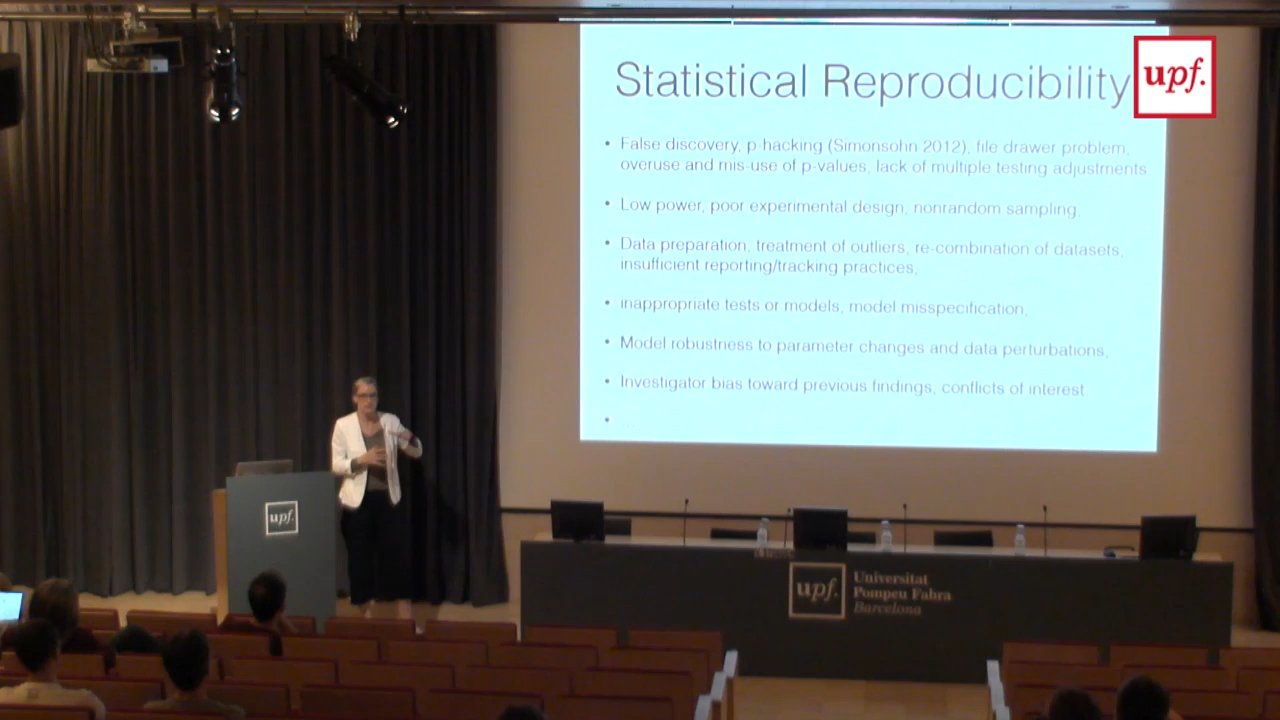 Statistical Reproducibility
upf.
• False discovery, p-hacking (Simonsohn 2012), file drawer problem,
overuse and mis-use of p-values, lack of multiple testing adjustments
• Low power, poor experimental design, nonrandom sampling,
• Data preparation, treatment of outliers, re-combination of datasets,
insufficient reporting/tracking practices,
• inappropriate tests or models, model misspecification,
• Model robustness to parameter changes and data perturbations,
• Investigator bias toward previous findings, conflicts of interest
•
upf.
upf.
Universitat
Pompeu Fabra
Barcelona